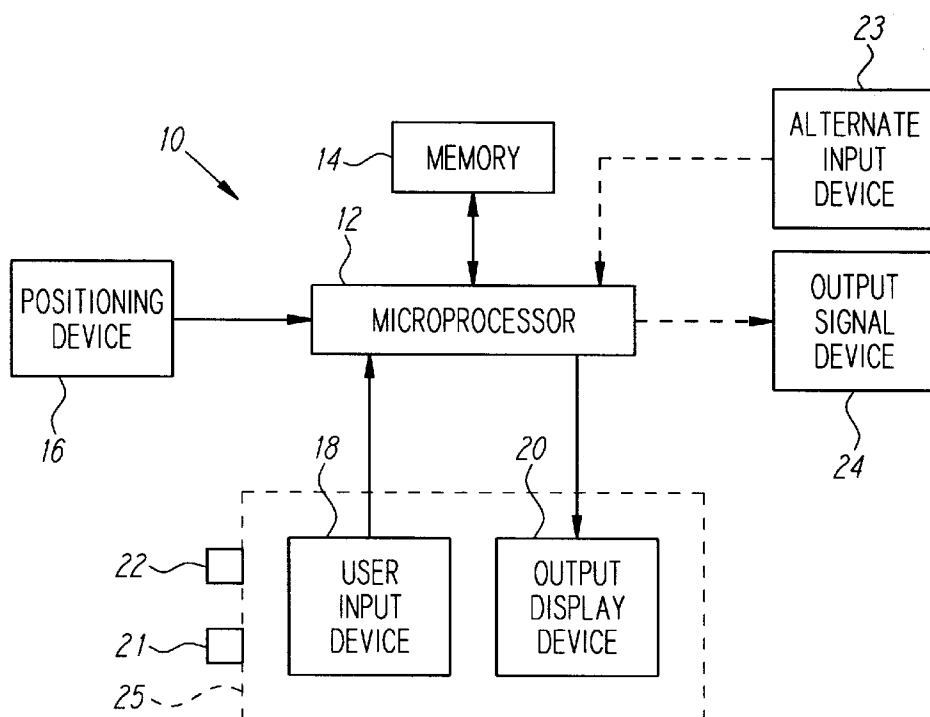 23
ALTERNATE
INPUT
DEVICE
10
14
MEMORY
12
POSITIONING
DEVICE
MICROPROCESSOR
OUTPUT
SIGNAL
DEVICE
16
18
20
24
22
USER
INPUT
DEVICE
OUTPUT
DISPLAY
DEVICE
21
25